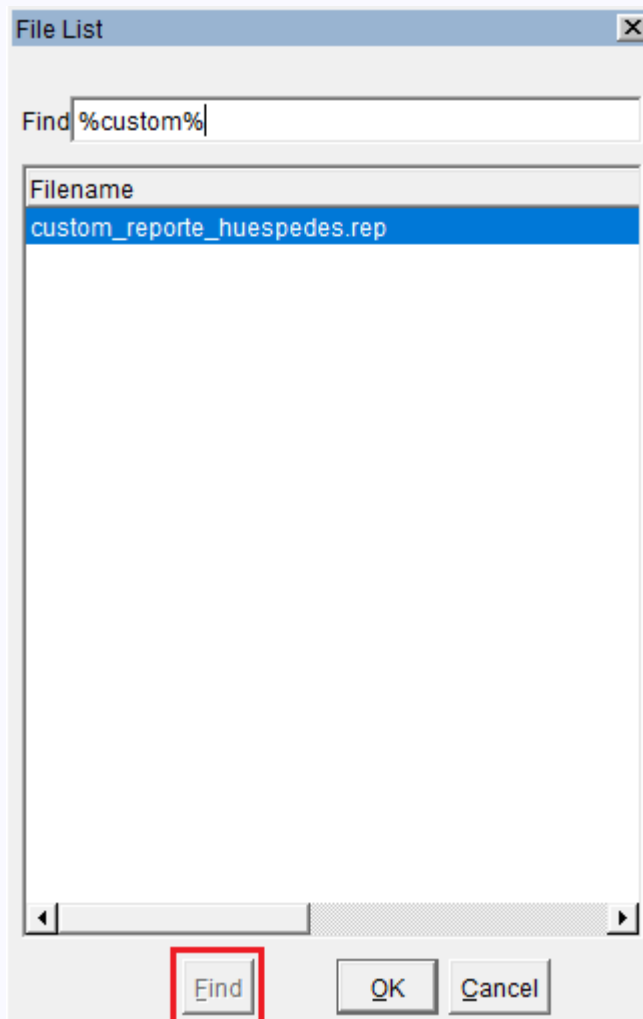 File List
Find %custom%
Filename
custom_reporte_huespedes.rep
Find OK Cancel